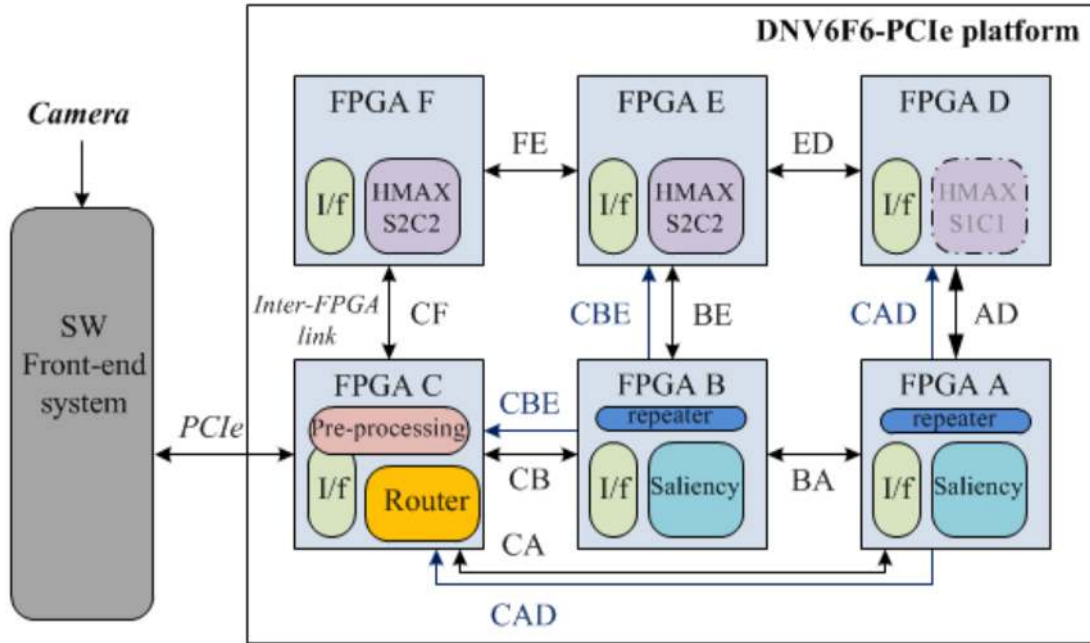 DNV6F6-PCIe platform
Camera
FPGA F
FPGA E
FPGA D
FE
ED
I/f
HMAX
S2C2
I/f
HMAX
S2C2
I/f
HMAX
S1C1
Inter-FPGA
link
CF
CBE
BE
CAD
AD
SW
Front-end
system
PCIe
FPGA C
FPGA B
FPGA A
Pre-processing
CBE
repeater
repeater
I/f
Router
CB
I/f
Saliency
BA
I/f
Saliency
CA
CAD